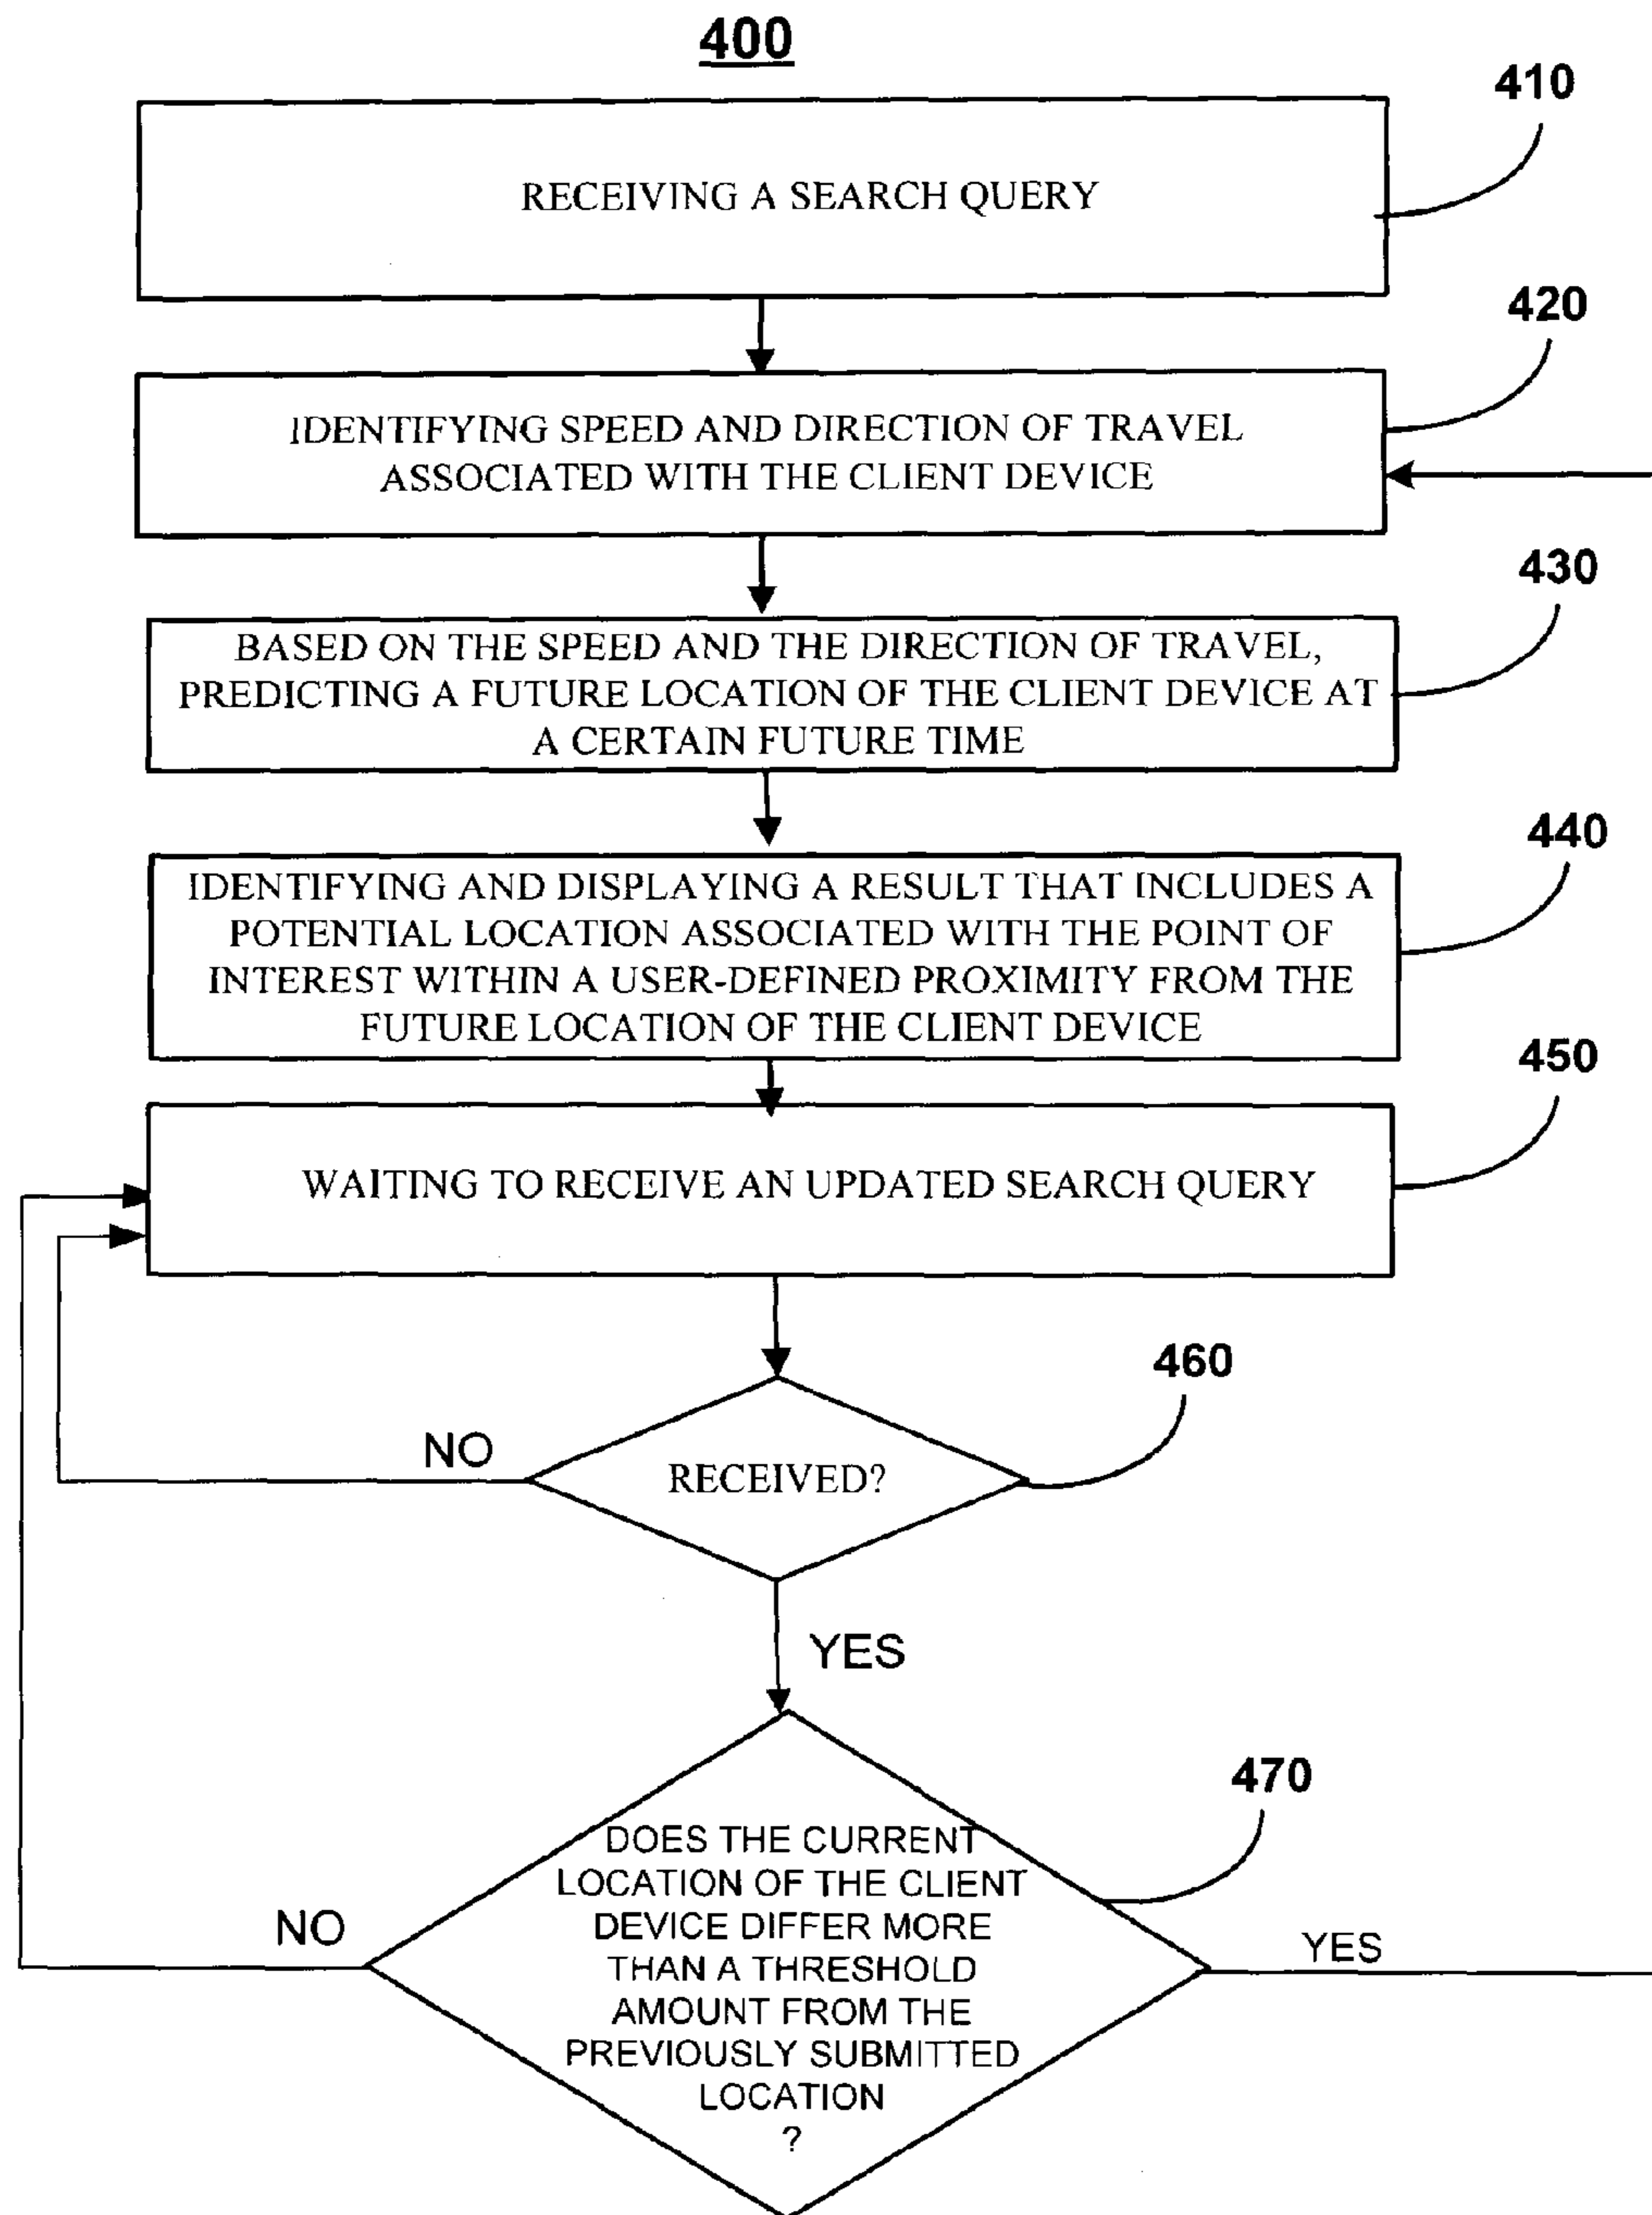 400
410
RECEIVING A SEARCH QUERY
420
IDENTIFYING SPEED AND DIRECTION OF TRAVEL
ASSOCIATED WITH THE CLIENT DEVICE
430
BASED ON THE SPEED AND THE DIRECTION OF TRAVEL,
PREDICTING A FUTURE LOCATION OF THE CLIENT DEVICE AT
A CERTAIN FUTURE TIME
440
IDENTIFYING AND DISPLAYING A RESULT THAT INCLUDES A
POTENTIAL LOCATION ASSOCIATED WITH THE POINT OF
INTEREST WITHIN A USER-DEFINED PROXIMITY FROM THE
FUTURE LOCATION OF THE CLIENT DEVICE
450
WAITING TO RECEIVE AN UPDATED SEARCH QUERY
460
NO
RECEIVED?
YES
470
DOES THE CURRENT
LOCATION OF THE CLIENT
DEVICE DIFFER MORE
THAN A THRESHOLD
AMOUNT FROM THE
PREVIOUSLY SUBMITTED
LOCATION
?
NO
YES